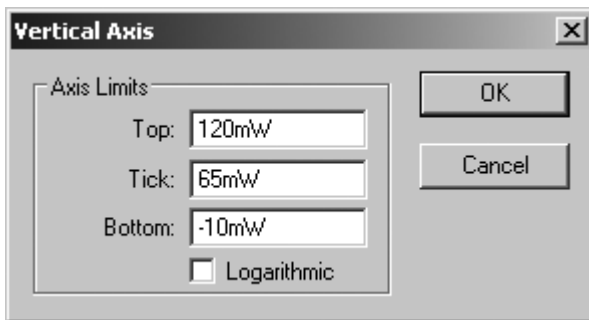 Vertical Axis
Axis Limits
Top: 120mW
Tick: 65mW
Bottom: -10mW
Logarithmic
OK
Cancel